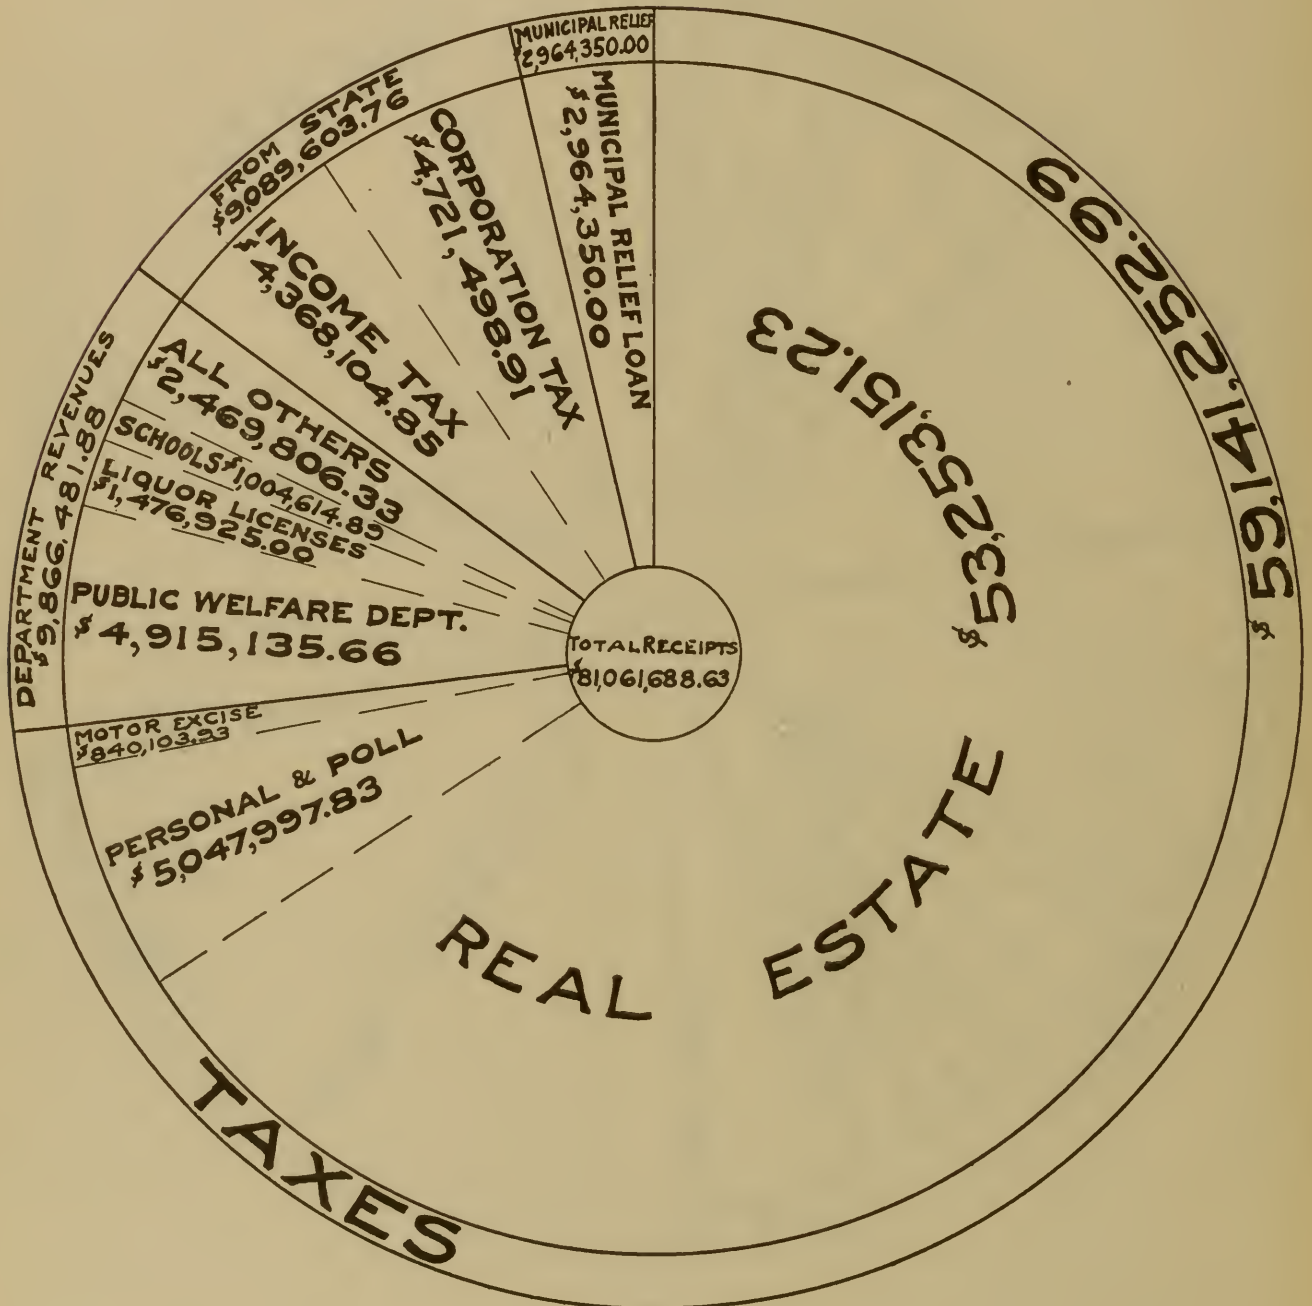 MUNICIPAL RELIEF
$2,964,350.00
MUNICIPAL RELIEF LOAN
$2,964,350.00
FROM STATE
$9,089,603.76
CORPORATION TAX
$4,721,498.91
INCOME TAX
$4,368,104.85
DEPARTMENT REVENUES
$9,866,481.88
ALL OTHERS
$2,469,806.33
SCHOOLS $1,004,614.89
LIQUOR LICENSES
$1,476,925.00
PUBLIC WELFARE DEPT.
$4,915,135.66
TOTAL RECEIPTS
$81,061,688.63
MOTOR EXCISE
$840,103.93
PERSONAL & POLL
$5,047,997.83
REAL ESTATE
$53,253,151.23
TAXES
$59,141,252.99